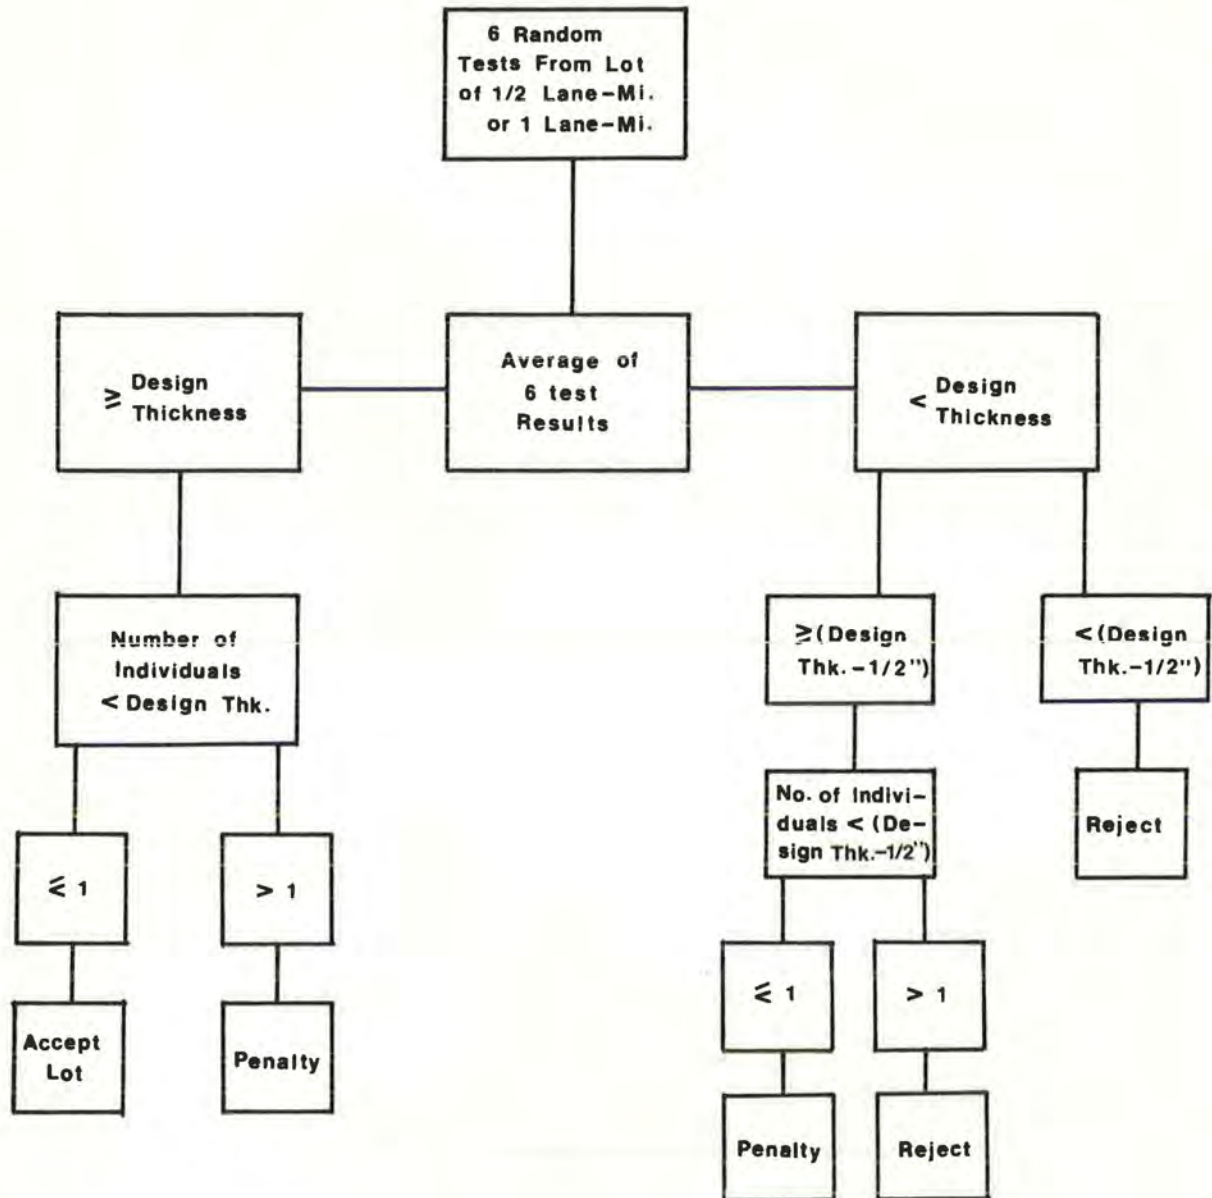 6 Random
Tests From Lot
of 1/2 Lane-Mi.
or 1 Lane-Mi.
≥ Design
Thickness
Average of
6 test
Results
< Design
Thickness
Number of
Individuals
< Design Thk.
≥ (Design
Thk. - 1/2")
< (Design
Thk. - 1/2")
No. of Indivi-
duals < (De-
sign Thk. - 1/2")
Reject
≤ 1
> 1
≤ 1
> 1
Accept
Lot
Penalty
Penalty
Reject